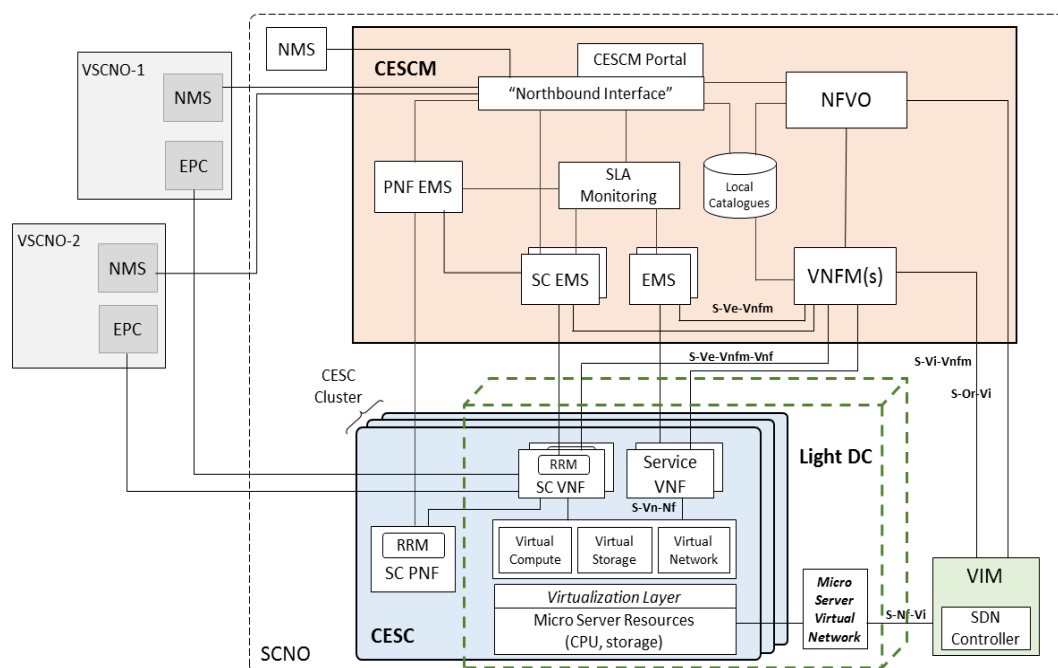 NMS
CESCM
CESCM Portal
“Northbound Interface”
NFVO
VSCNO-1
NMS
EPC
PNF EMS
SLA
Monitoring
Local
Catalogues
VSCNO-2
NMS
EPC
SC EMS
EMS
VNFM(s)
S-Ve-Vnfm
S-Ve-Vnfm-Vnf
S-Vi-Vnfm
S-Or-Vi
CESC
Cluster
Light DC
RRM
SC VNF
Service
VNF
S-Vn-Nf
RRM
SC PNF
Virtual
Compute
Virtual
Storage
Virtual
Network
Virtualization Layer
Micro Server Resources
(CPU, storage)
CESC
Micro
Server
Virtual
Network
S-Nf-Vi
VIM
SDN
Controller
SCNO